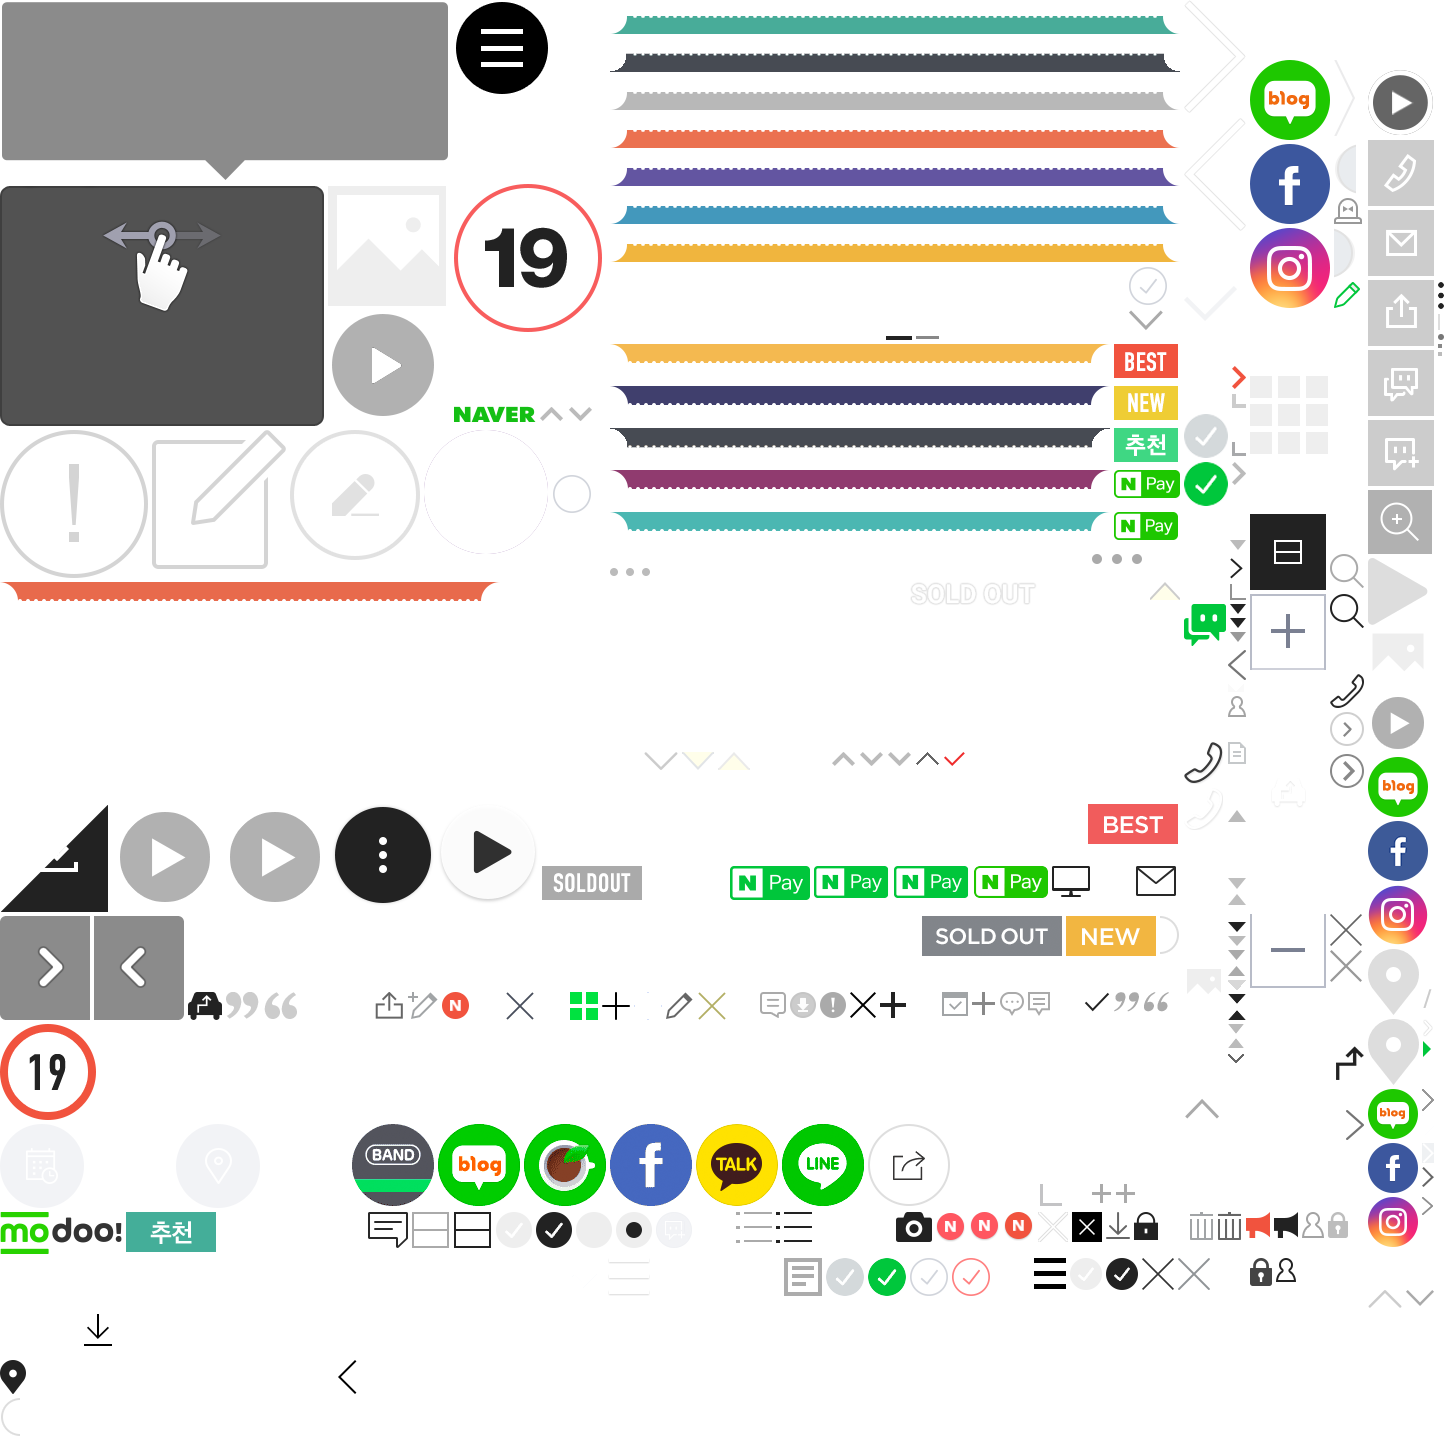 blog
19
BEST
NAVER
NEW
추천
N Pay
N Pay
SOLD OUT
blog
BEST
SOLDOUT
N Pay
N Pay
N Pay
N Pay
SOLD OUT
NEW
N
19
blog
BAND
blog
TALK
LINE
modoo!
추천
N
N
N